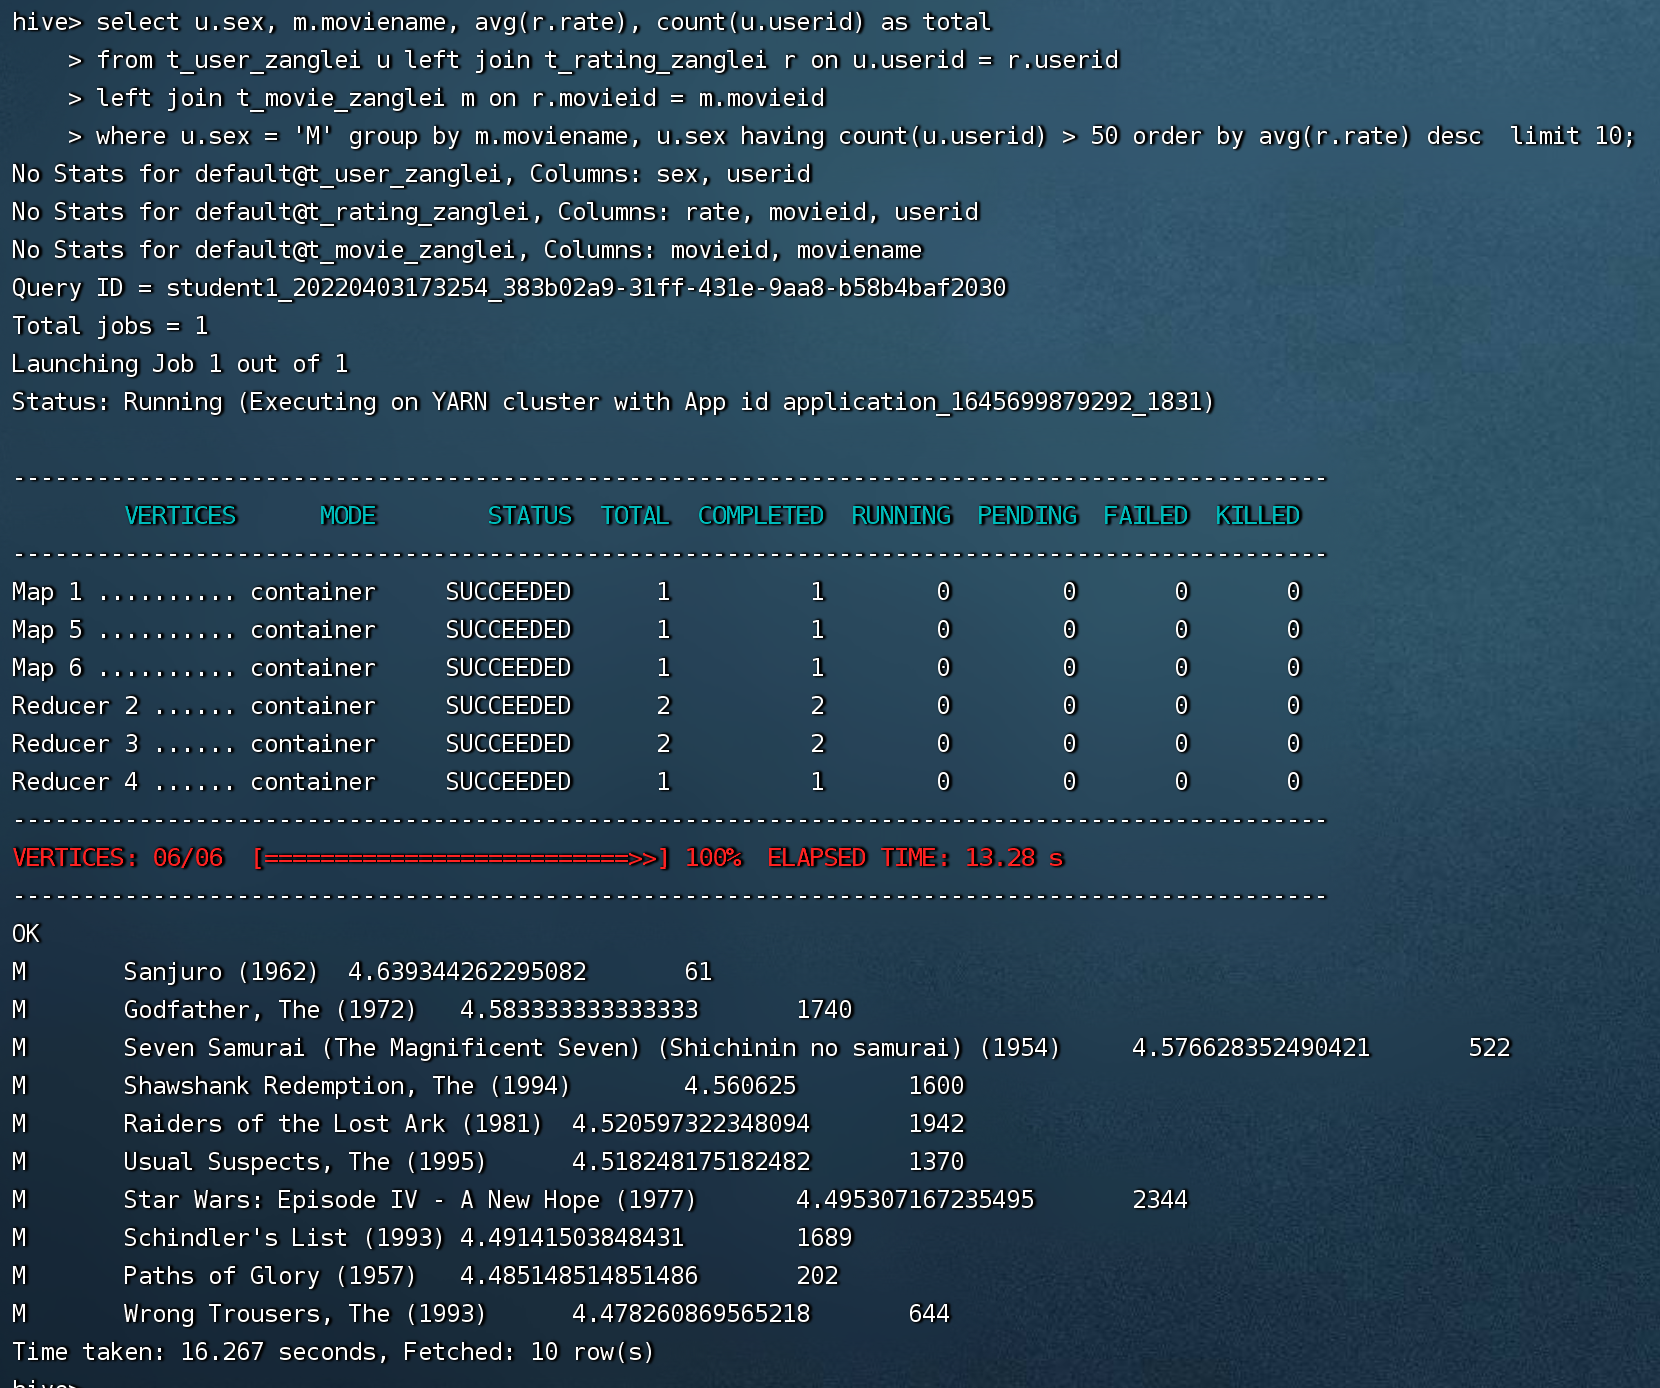 hive> select u.sex, m.moviename, avg(r.rate), count(u.userid) as total
    > from t_user_zanglei u left join t_rating_zanglei r on u.userid = r.userid
    > left join t_movie_zanglei m on r.movieid = m.movieid
    > where u.sex = 'M' group by m.moviename, u.sex having count(u.userid) > 50 order by avg(r.rate) desc  limit 10;
No Stats for default@t_user_zanglei, Columns: sex, userid
No Stats for default@t_rating_zanglei, Columns: rate, movieid, userid
No Stats for default@t_movie_zanglei, Columns: movieid, moviename
Query ID = student1_20220403173254_383b02a9-31ff-431e-9aa8-b58b4baf2030
Total jobs = 1
Launching Job 1 out of 1
Status: Running (Executing on YARN cluster with App id application_1645699879292_1831)
----------------------------------------------------------------------------------------------
        VERTICES      MODE        STATUS  TOTAL  COMPLETED  RUNNING  PENDING  FAILED  KILLED
----------------------------------------------------------------------------------------------
Map 1 .......... container     SUCCEEDED      1          1        0        0       0       0
Map 5 .......... container     SUCCEEDED      1          1        0        0       0       0
Map 6 .......... container     SUCCEEDED      1          1        0        0       0       0
Reducer 2 ...... container     SUCCEEDED      2          2        0        0       0       0
Reducer 3 ...... container     SUCCEEDED      2          2        0        0       0       0
Reducer 4 ...... container     SUCCEEDED      1          1        0        0       0       0
----------------------------------------------------------------------------------------------
VERTICES: 06/06  [==========================>>] 100%  ELAPSED TIME: 13.28 s
----------------------------------------------------------------------------------------------
OK
M       Sanjuro (1962)  4.639344262295082       61
M       Godfather, The (1972)   4.583333333333333       1740
M       Seven Samurai (The Magnificent Seven) (Shichinin no samurai) (1954)     4.576628352490421       522
M       Shawshank Redemption, The (1994)        4.560625        1600
M       Raiders of the Lost Ark (1981)  4.520597322348094       1942
M       Usual Suspects, The (1995)      4.518248175182482       1370
M       Star Wars: Episode IV - A New Hope (1977)       4.495307167235495       2344
M       Schindler's List (1993) 4.49141503848431        1689
M       Paths of Glory (1957)   4.485148514851486       202
M       Wrong Trousers, The (1993)      4.478260869565218       644
Time taken: 16.267 seconds, Fetched: 10 row(s)
hive>